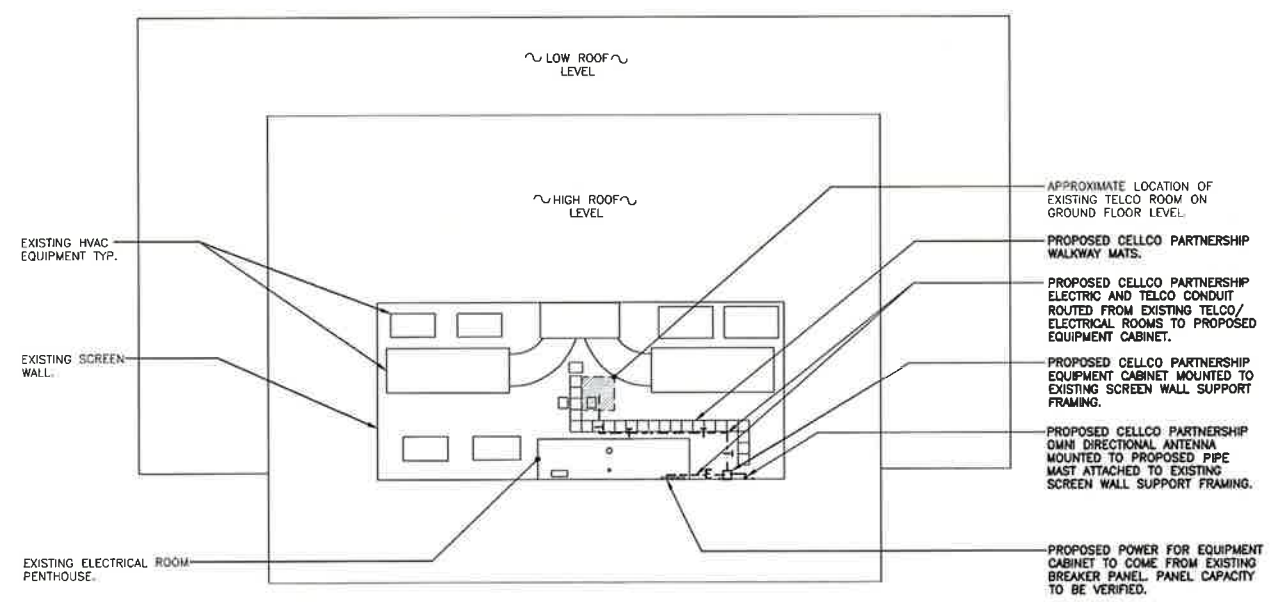 ~ LOW ROOF ~
LEVEL
~ HIGH ROOF ~
LEVEL
EXISTING HVAC
EQUIPMENT TYP.
EXISTING SCREEN
WALL.
EXISTING ELECTRICAL ROOM
PENTHOUSE.
APPROXIMATE LOCATION OF
EXISTING TELCO ROOM ON
GROUND FLOOR LEVEL.
PROPOSED CELLCO PARTNERSHIP
WALKWAY MATS.
PROPOSED CELLCO PARTNERSHIP
ELECTRIC AND TELCO CONDUIT
ROUTED FROM EXISTING TELCO/
ELECTRICAL ROOMS TO PROPOSED
EQUIPMENT CABINET.
PROPOSED CELLCO PARTNERSHIP
EQUIPMENT CABINET MOUNTED TO
EXISTING SCREEN WALL SUPPORT
FRAMING.
PROPOSED CELLCO PARTNERSHIP
OMNI DIRECTIONAL ANTENNA
MOUNTED TO PROPOSED PIPE
MAST ATTACHED TO EXISTING
SCREEN WALL SUPPORT FRAMING.
PROPOSED POWER FOR EQUIPMENT
CABINET TO COME FROM EXISTING
BREAKER PANEL. PANEL CAPACITY
TO BE VERIFIED.
T
T
T
T
E